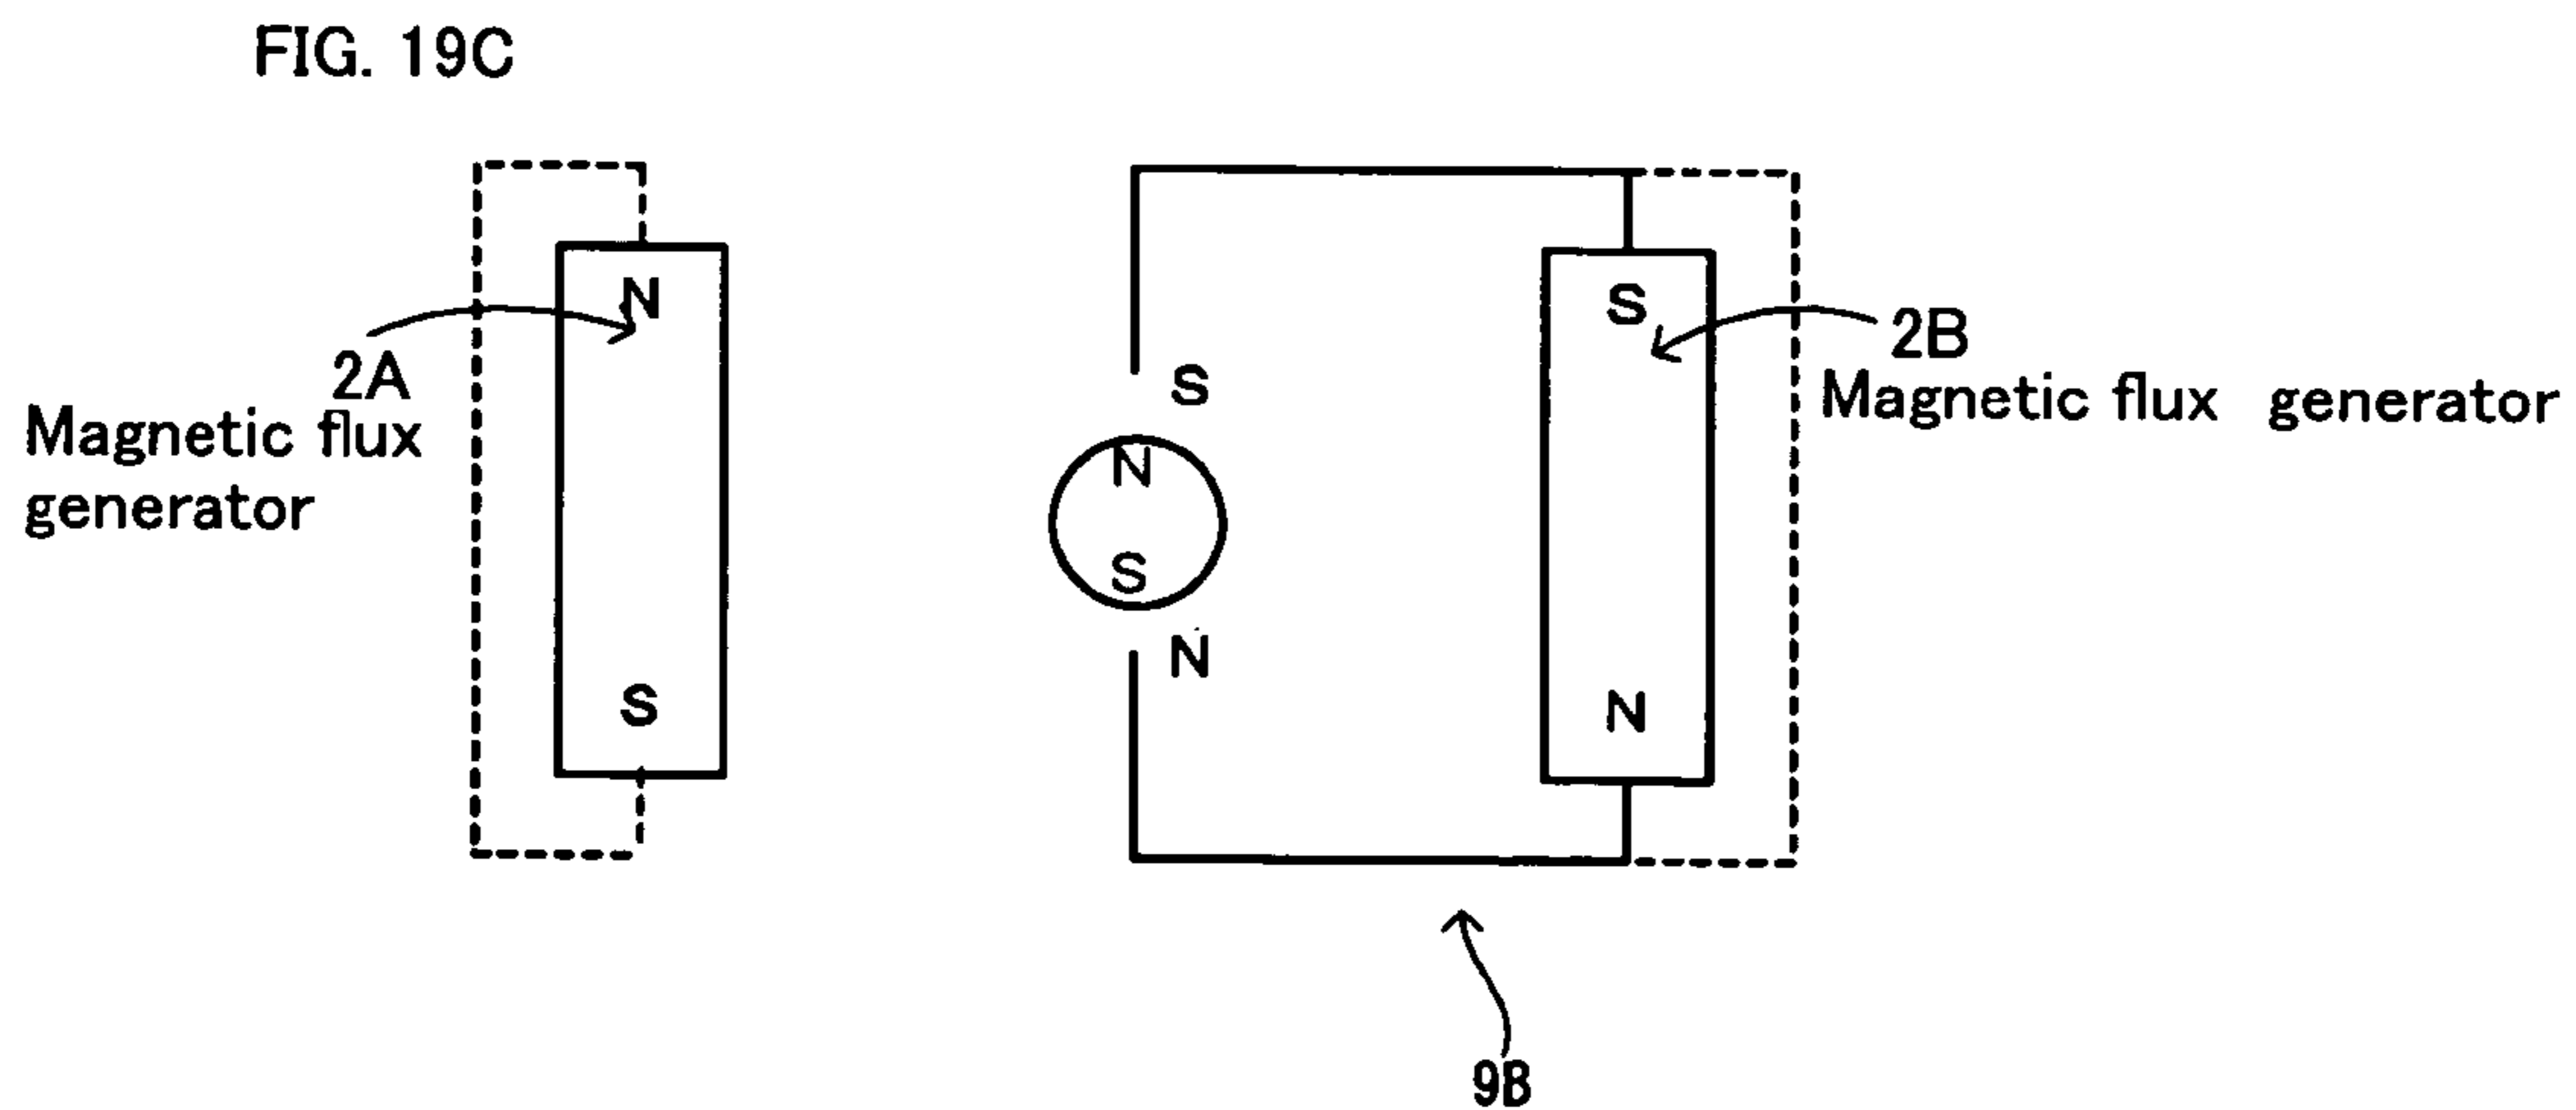 FIG. 19C
N
2A
Magnetic flux
generator
S
S
N
S
N
S
2B
Magnetic flux generator
N
9B